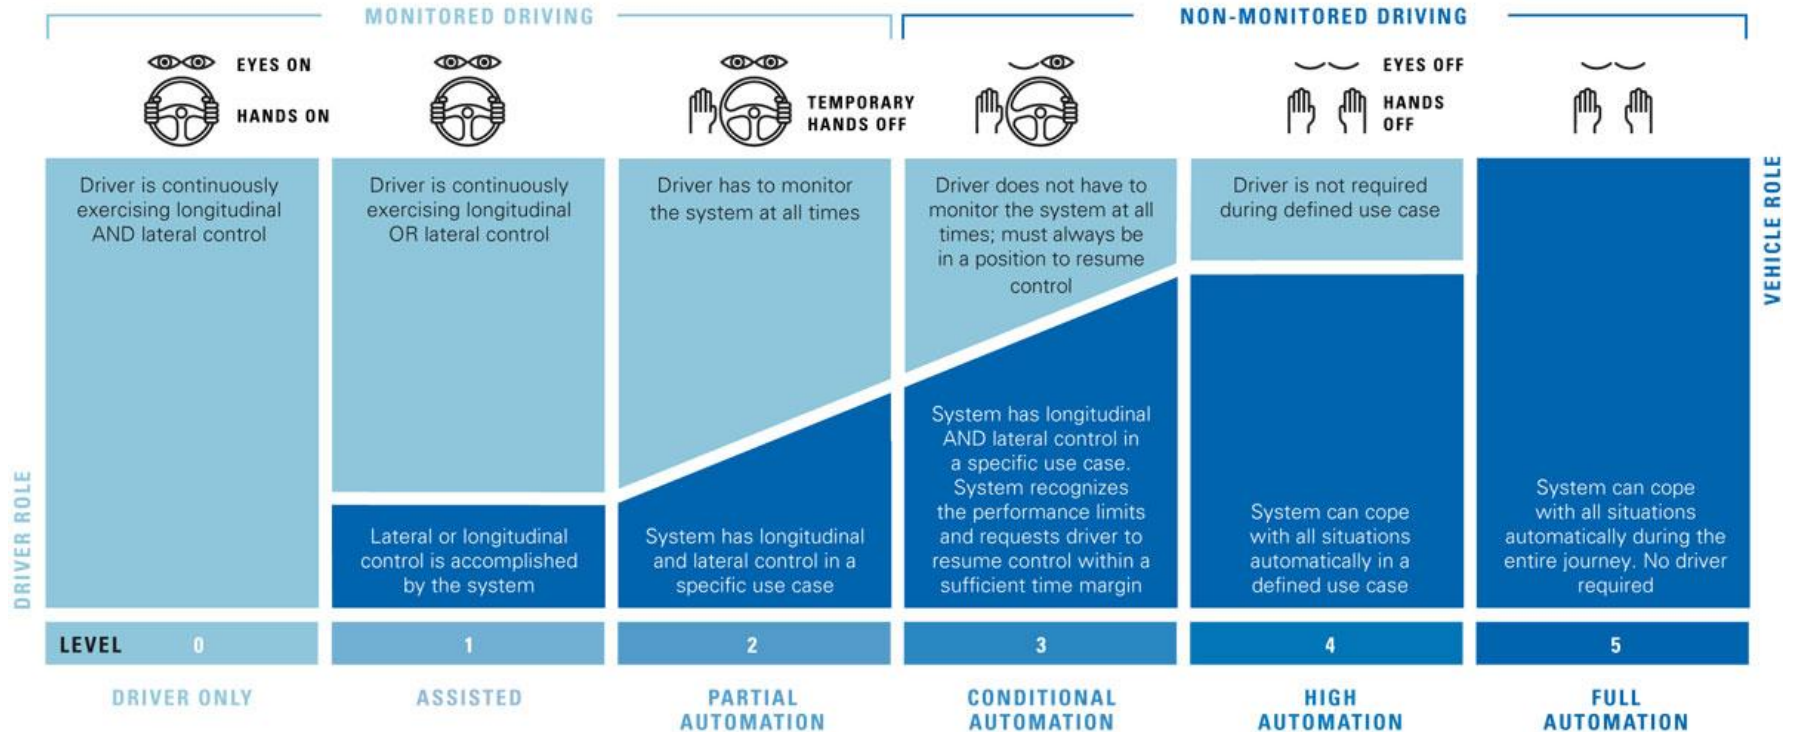 MONITORED DRIVING
NON-MONITORED DRIVING
EYES ON
HANDS ON
TEMPORARY
HANDS OFF
EYES OFF
HANDS
OFF
Driver is continuously
exercising longitudinal
AND lateral control
Driver is continuously
exercising longitudinal
OR lateral control
Driver has to monitor
the system at all times
Driver does not have to
monitor the system at all
times; must always be
in a position to resume
control
Driver is not required
during defined use case
VEHICLE ROLE
DRIVER ROLE
Lateral or longitudinal
control is accomplished
by the system
System has longitudinal
and lateral control in a
specific use case
System has longitudinal
AND lateral control in
a specific use case.
System recognizes
the performance limits
and requests driver to
resume control within a
sufficient time margin
System can cope
with all situations
automatically in a
defined use case
System can cope
with all situations
automatically during the
entire journey. No driver
required
LEVEL 0 1 2 3 4 5
DRIVER ONLY
ASSISTED
PARTIAL
AUTOMATION
CONDITIONAL
AUTOMATION
HIGH
AUTOMATION
FULL
AUTOMATION